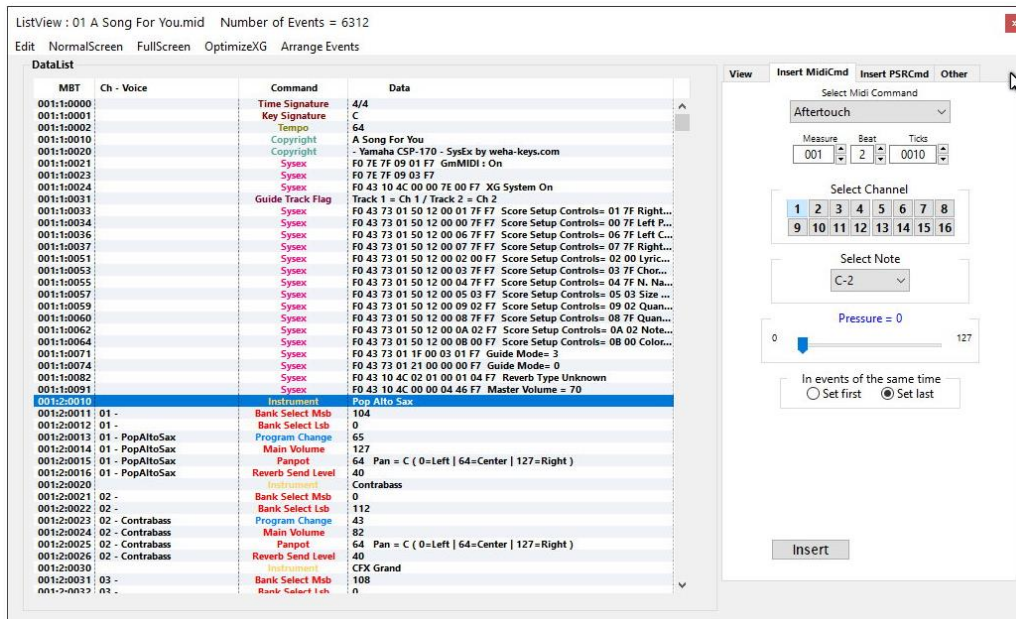 ListView : 01 A Song For You.mid Number of Events = 6312
x
Edit NormalScreen FullScreen OptimizeXG Arrange Events
DataList
MBT Ch - Voice Command Data
001:1:0000 Time Signature 4/4
001:1:0001 Key Signature C
001:1:0002 Tempo 64
001:1:0010 Copyright A Song For You
001:1:0020 Copyright - Yamaha CSP-170 - SysEx by weha-keys.com
001:1:0021 Sysex F0 7E 7F 09 01 F7 GmMIDI : On
001:1:0023 Sysex F0 7E 7F 09 03 F7
001:1:0024 Sysex F0 43 10 4C 00 00 7E 00 F7 XG System On
001:1:0031 Guide Track Flag Track 1 = Ch 1 / Track 2 = Ch 2
001:1:0033 Sysex F0 43 73 01 50 12 00 01 7F F7 Score Setup Controls= 01 7F Right...
001:1:0034 Sysex F0 43 73 01 50 12 00 00 7F F7 Score Setup Controls= 00 7F Left P...
001:1:0036 Sysex F0 43 73 01 50 12 00 06 7F F7 Score Setup Controls= 06 7F Left C...
001:1:0037 Sysex F0 43 73 01 50 12 00 07 7F F7 Score Setup Controls= 07 7F Right...
001:1:0051 Sysex F0 43 73 01 50 12 00 02 00 F7 Score Setup Controls= 02 00 Lyric...
001:1:0053 Sysex F0 43 73 01 50 12 00 03 7F F7 Score Setup Controls= 03 7F Chor...
001:1:0055 Sysex F0 43 73 01 50 12 00 04 7F F7 Score Setup Controls= 04 7F N. Na...
001:1:0057 Sysex F0 43 73 01 50 12 00 05 03 F7 Score Setup Controls= 05 03 Size ...
001:1:0059 Sysex F0 43 73 01 50 12 00 09 02 F7 Score Setup Controls= 09 02 Quan...
001:1:0060 Sysex F0 43 73 01 50 12 00 08 7F F7 Score Setup Controls= 08 7F Quan...
001:1:0062 Sysex F0 43 73 01 50 12 00 0A 02 F7 Score Setup Controls= 0A 02 Note...
001:1:0064 Sysex F0 43 73 01 50 12 00 0B 00 F7 Score Setup Controls= 0B 00 Color...
001:1:0071 Sysex F0 43 73 01 1F 00 03 01 F7 Guide Mode= 3
001:1:0074 Sysex F0 43 73 01 21 00 00 00 F7 Guide Mode= 0
001:1:0082 Sysex F0 43 10 4C 02 01 00 01 04 F7 Reverb Type Unknown
001:1:0091 Sysex F0 43 10 4C 00 00 04 46 F7 Master Volume = 70
001:2:0010 Instrument Pop Alto Sax
001:2:0011 01 - Bank Select Msb 104
001:2:0012 01 - Bank Select Lsb 0
001:2:0013 01 - PopAltoSax Program Change 65
001:2:0014 01 - PopAltoSax Main Volume 127
001:2:0015 01 - PopAltoSax Panpot 64 Pan = C ( 0=Left | 64=Center | 127=Right )
001:2:0016 01 - PopAltoSax Reverb Send Level 40
001:2:0020 Instrument Contrabass
001:2:0021 02 - Bank Select Msb 0
001:2:0022 02 - Bank Select Lsb 112
001:2:0023 02 - Contrabass Program Change 43
001:2:0024 02 - Contrabass Main Volume 82
001:2:0025 02 - Contrabass Panpot 64 Pan = C ( 0=Left | 64=Center | 127=Right )
001:2:0026 02 - Contrabass Reverb Send Level 40
001:2:0030 Instrument CFX Grand
001:2:0031 03 - Bank Select Msb 108
001:2:0032 03 - Bank Select Lsb 0
View Insert MidiCmd Insert PSRCmd Other
Select Midi Command
Aftertouch
Measure Beat Ticks
001 2 0010
Select Channel
1 2 3 4 5 6 7 8
9 10 11 12 13 14 15 16
Select Note
C-2
Pressure = 0
0 127
In events of the same time
Set first Set last
Insert